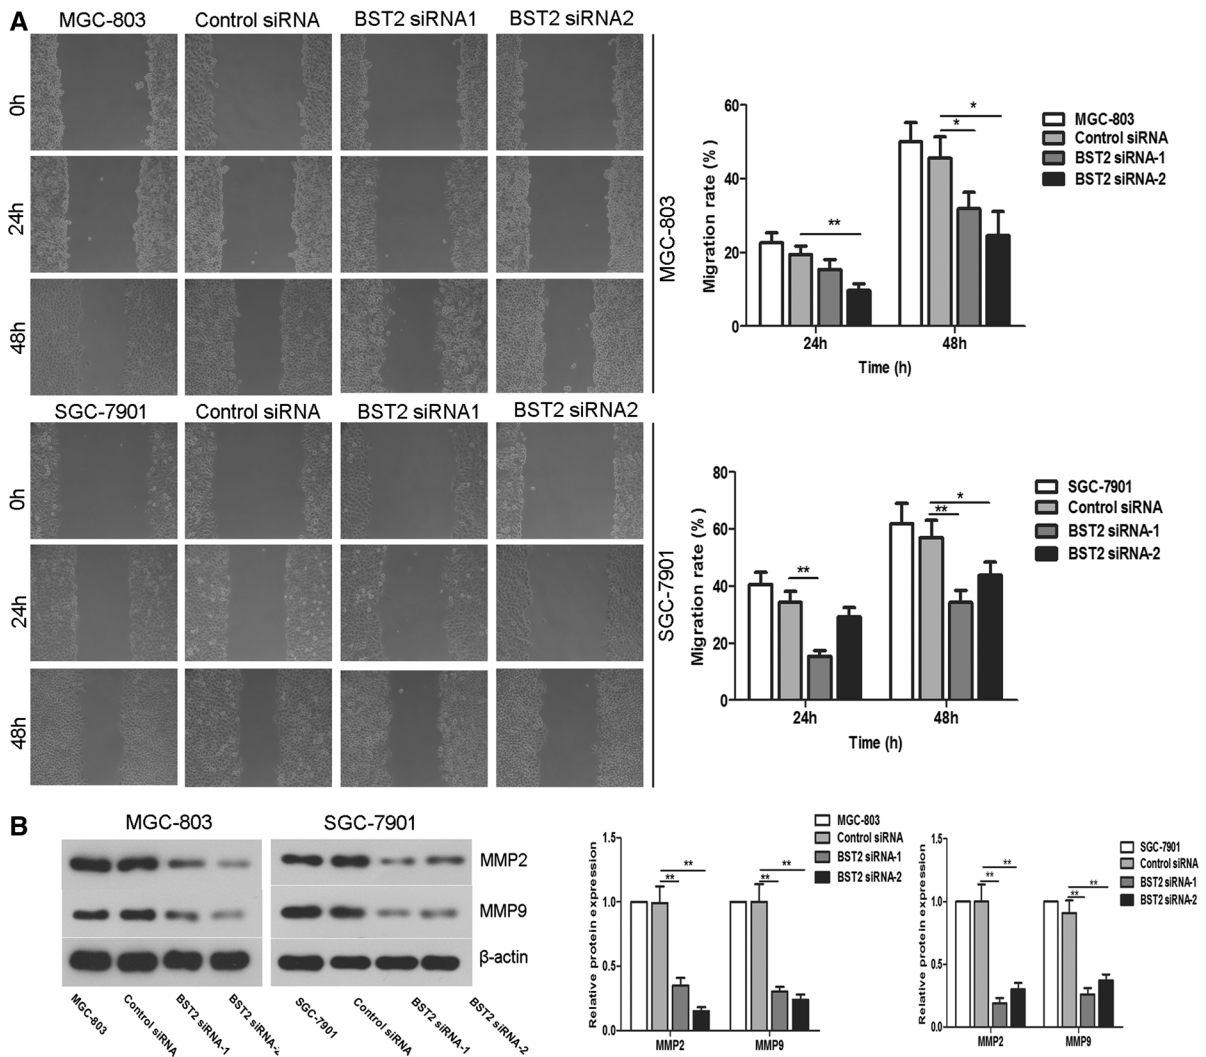 A
MGC-803 Control siRNA BST2 siRNA1 BST2 siRNA2
0h
24h
48h
MGC-803
60
40
20
0
Migration rate (%)
**
*
*
24h 48h
Time (h)
MGC-803
Control siRNA
BST2 siRNA-1
BST2 siRNA-2
SGC-7901 Control siRNA BST2 siRNA1 BST2 siRNA2
0h
24h
48h
SGC-7901
80
60
40
20
0
Migration rate (%)
**
**
*
24h 48h
Time (h)
SGC-7901
Control siRNA
BST2 siRNA-1
BST2 siRNA-2
B
MGC-803 SGC-7901
MMP2
MMP9
β-actin
MGC-803 Control siRNA BST2 siRNA-1 BST2 siRNA-2
SGC-7901 Control siRNA BST2 siRNA-1 BST2 siRNA-2
1.5
1.0
0.5
0.0
Relative protein expression
**
**
**
**
MMP2 MMP9
MGC-803
Control siRNA
BST2 siRNA-1
BST2 siRNA-2
1.5
1.0
0.5
0.0
Relative protein expression
**
**
**
**
MMP2 MMP9
SGC-7901
Control siRNA
BST2 siRNA-1
BST2 siRNA-2